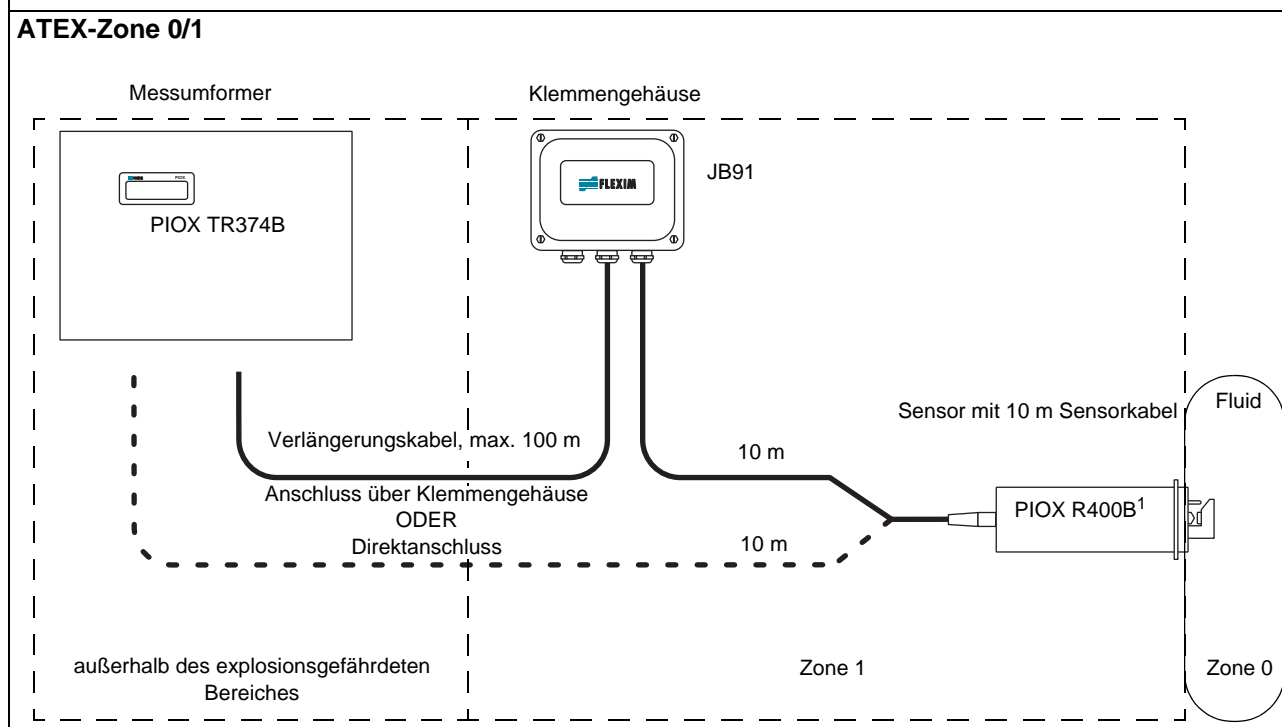 ATEX-Zone 0/1
Messumformer
Klemmengehäuse
PIOX TR374B
FLEXIM
JB91
Sensor mit 10 m Sensorkabel
Fluid
Verlängerungskabel, max. 100 m
10 m
Anschluss über Klemmengehäuse
ODER
Direktanschluss
10 m
PIOX R400B¹
außerhalb des explosionsgefährdeten
Bereiches
Zone 1
Zone 0